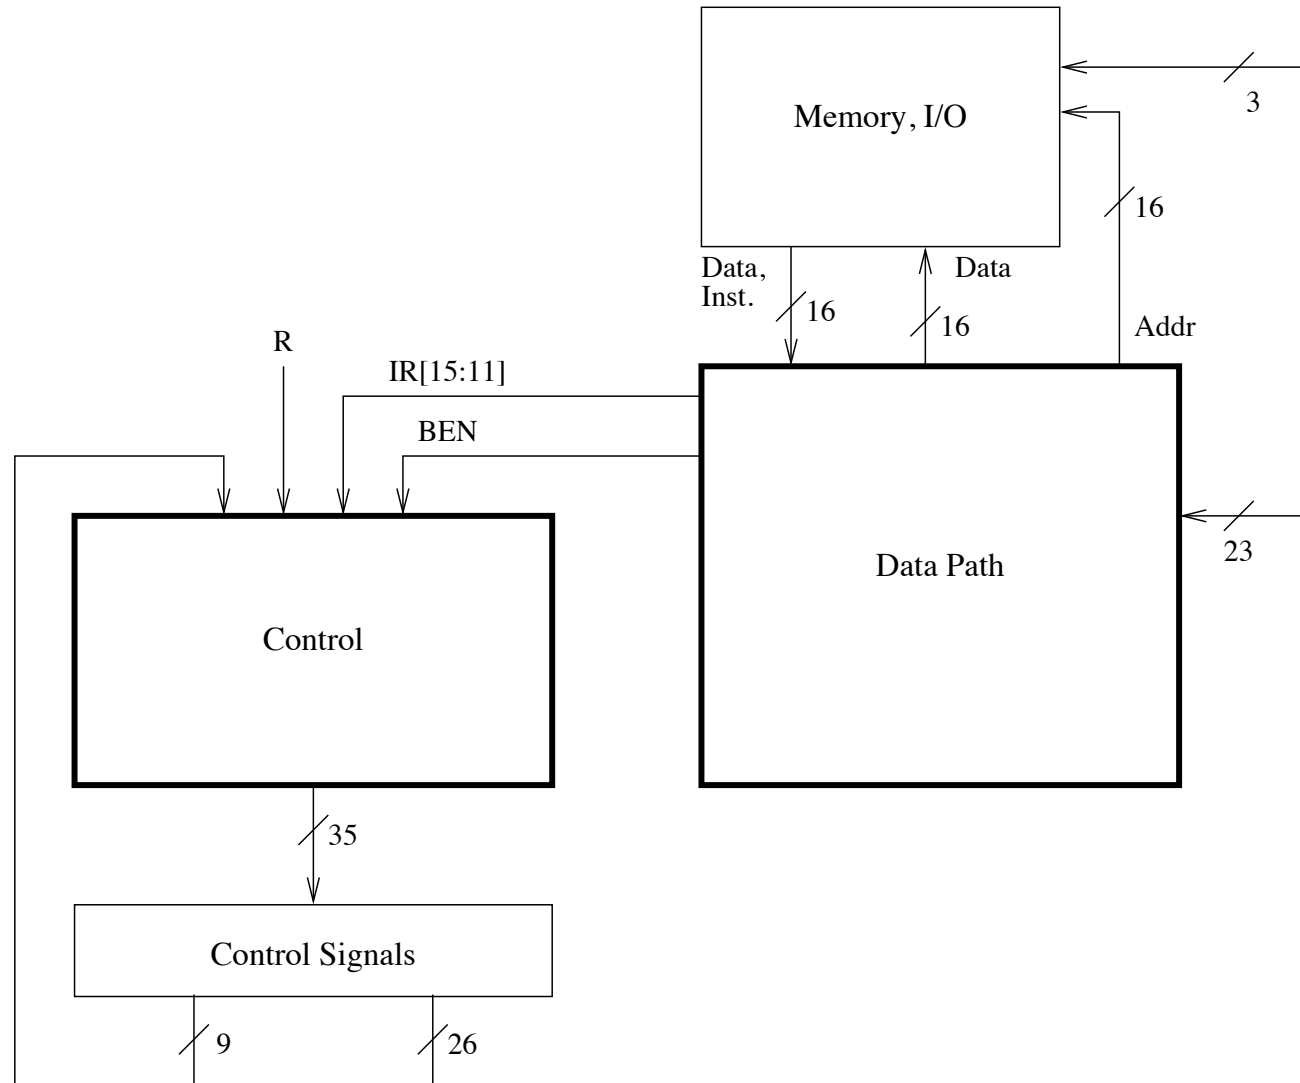 Memory, I/O
3
16
Data,
Inst.
Data
16
16
Addr
R
IR[15:11]
BEN
Data Path
23
Control
35
Control Signals
9
26